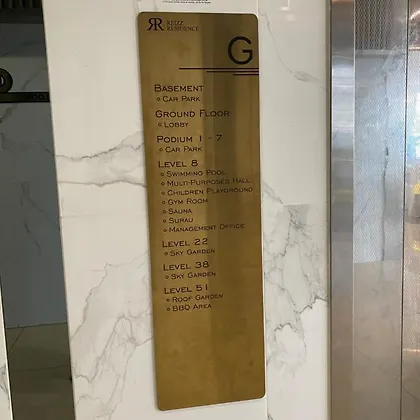 RR REIZZ
RESIDENCE
G
BASEMENT
CAR PARK
GROUND FLOOR
LOBBY
PODIUM 1 - 7
CAR PARK
LEVEL 8
SWIMMING POOL
MULTI-PURPOSES HALL
CHILDREN PLAYGROUND
GYM ROOM
SAUNA
SURAU
MANAGEMENT OFFICE
LEVEL 22
SKY GARDEN
LEVEL 38
SKY GARDEN
LEVEL 51
ROOF GARDEN
BBQ AREA